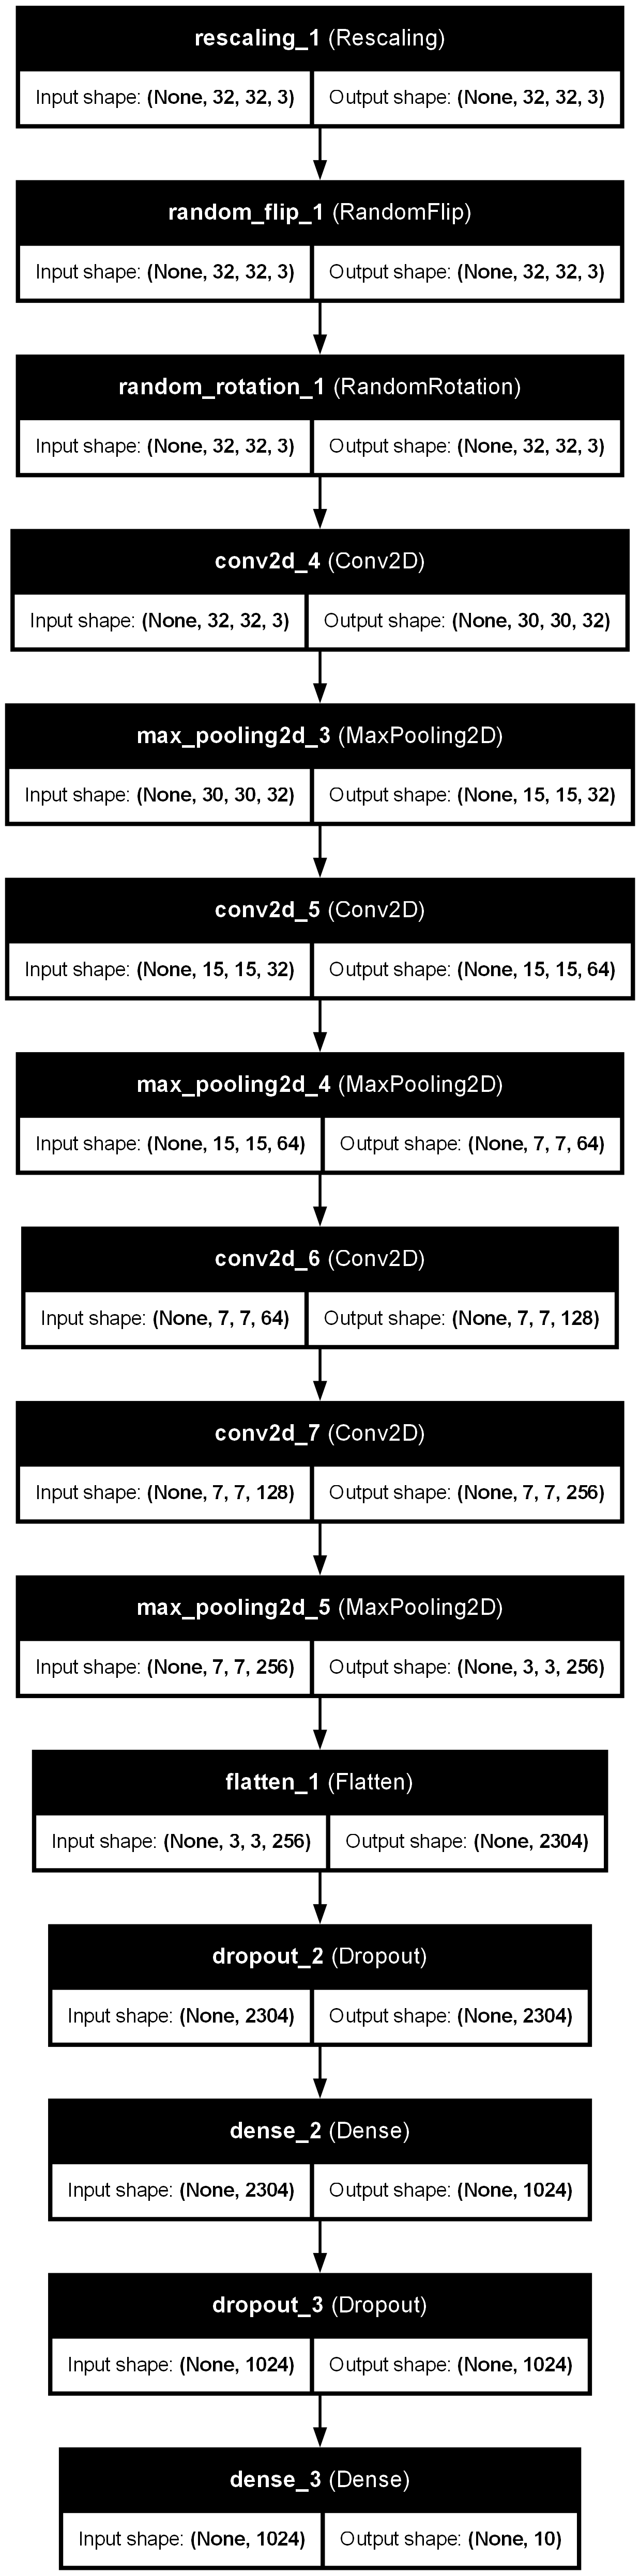 rescaling_1 (Rescaling)
Input shape: (None, 32, 32, 3) Output shape: (None, 32, 32, 3)
random_flip_1 (RandomFlip)
Input shape: (None, 32, 32, 3) Output shape: (None, 32, 32, 3)
random_rotation_1 (RandomRotation)
Input shape: (None, 32, 32, 3) Output shape: (None, 32, 32, 3)
conv2d_4 (Conv2D)
Input shape: (None, 32, 32, 3) Output shape: (None, 30, 30, 32)
max_pooling2d_3 (MaxPooling2D)
Input shape: (None, 30, 30, 32) Output shape: (None, 15, 15, 32)
conv2d_5 (Conv2D)
Input shape: (None, 15, 15, 32) Output shape: (None, 15, 15, 64)
max_pooling2d_4 (MaxPooling2D)
Input shape: (None, 15, 15, 64) Output shape: (None, 7, 7, 64)
conv2d_6 (Conv2D)
Input shape: (None, 7, 7, 64) Output shape: (None, 7, 7, 128)
conv2d_7 (Conv2D)
Input shape: (None, 7, 7, 128) Output shape: (None, 7, 7, 256)
max_pooling2d_5 (MaxPooling2D)
Input shape: (None, 7, 7, 256) Output shape: (None, 3, 3, 256)
flatten_1 (Flatten)
Input shape: (None, 3, 3, 256) Output shape: (None, 2304)
dropout_2 (Dropout)
Input shape: (None, 2304) Output shape: (None, 2304)
dense_2 (Dense)
Input shape: (None, 2304) Output shape: (None, 1024)
dropout_3 (Dropout)
Input shape: (None, 1024) Output shape: (None, 1024)
dense_3 (Dense)
Input shape: (None, 1024) Output shape: (None, 10)